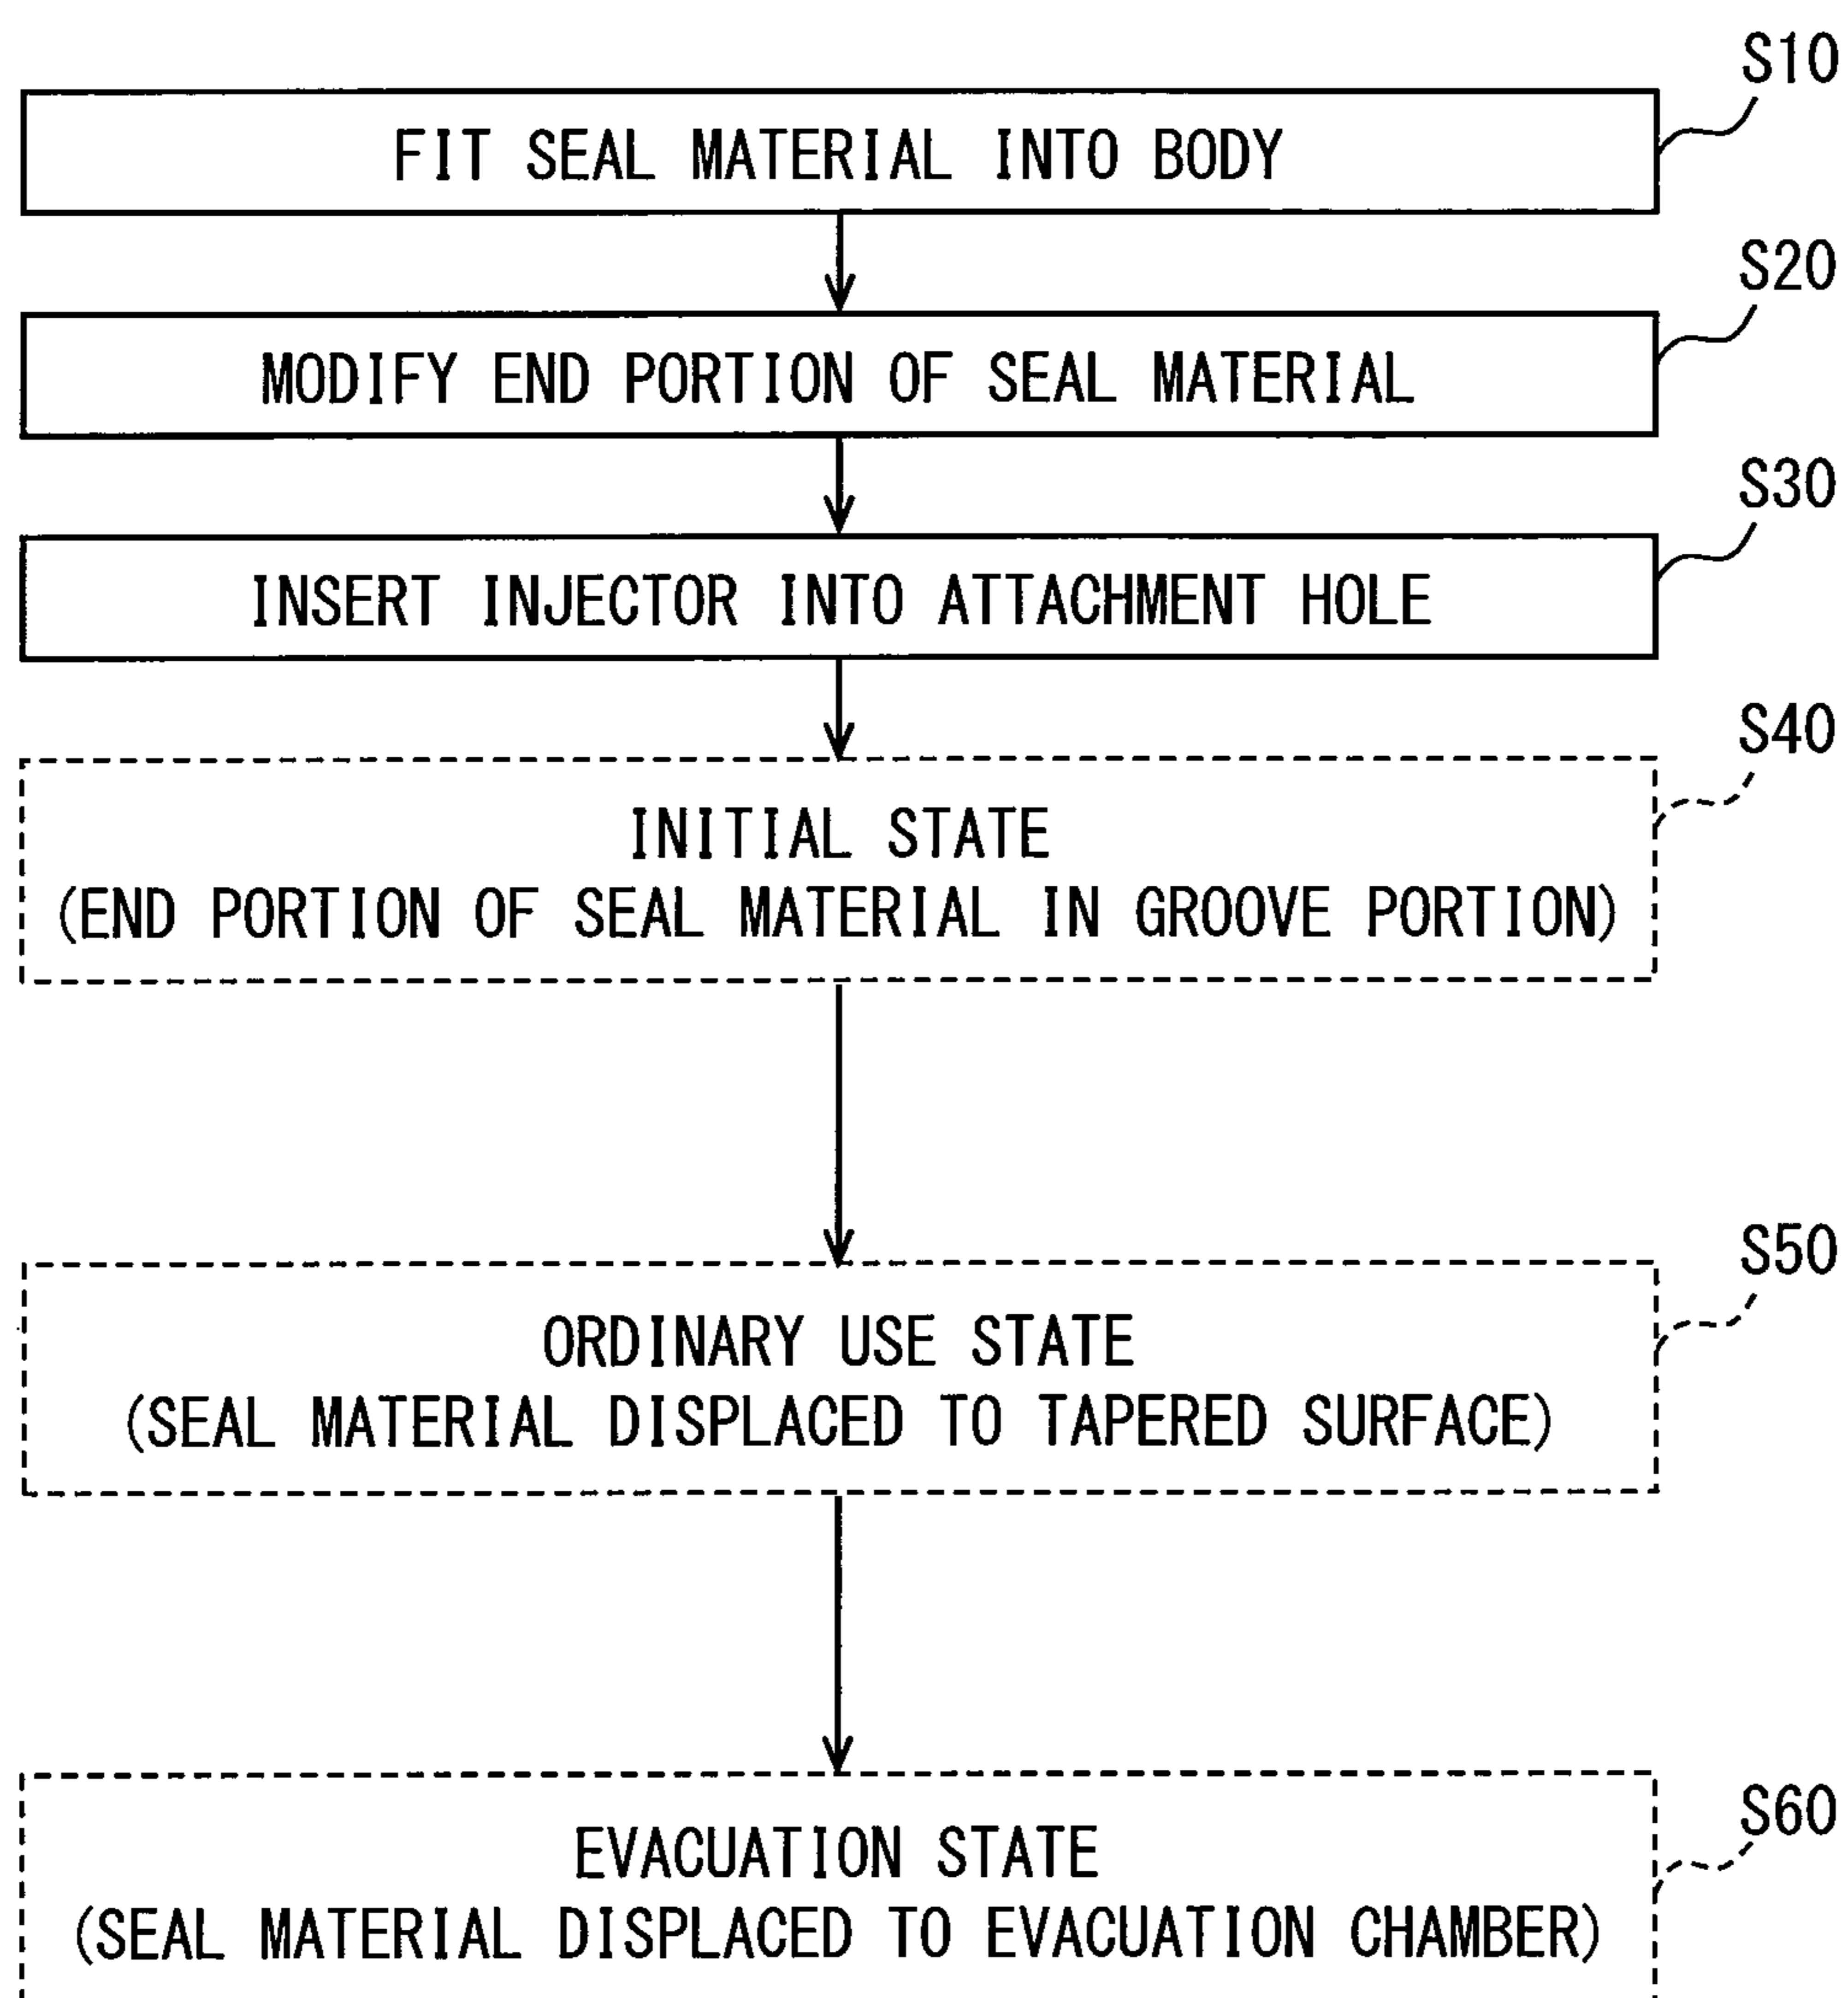 S10
FIT SEAL MATERIAL INTO BODY
S20
MODIFY END PORTION OF SEAL MATERIAL
S30
INSERT INJECTOR INTO ATTACHMENT HOLE
S40
INITIAL STATE
(END PORTION OF SEAL MATERIAL IN GROOVE PORTION)
S50
ORDINARY USE STATE
(SEAL MATERIAL DISPLACED TO TAPERED SURFACE)
S60
EVACUATION STATE
(SEAL MATERIAL DISPLACED TO EVACUATION CHAMBER)